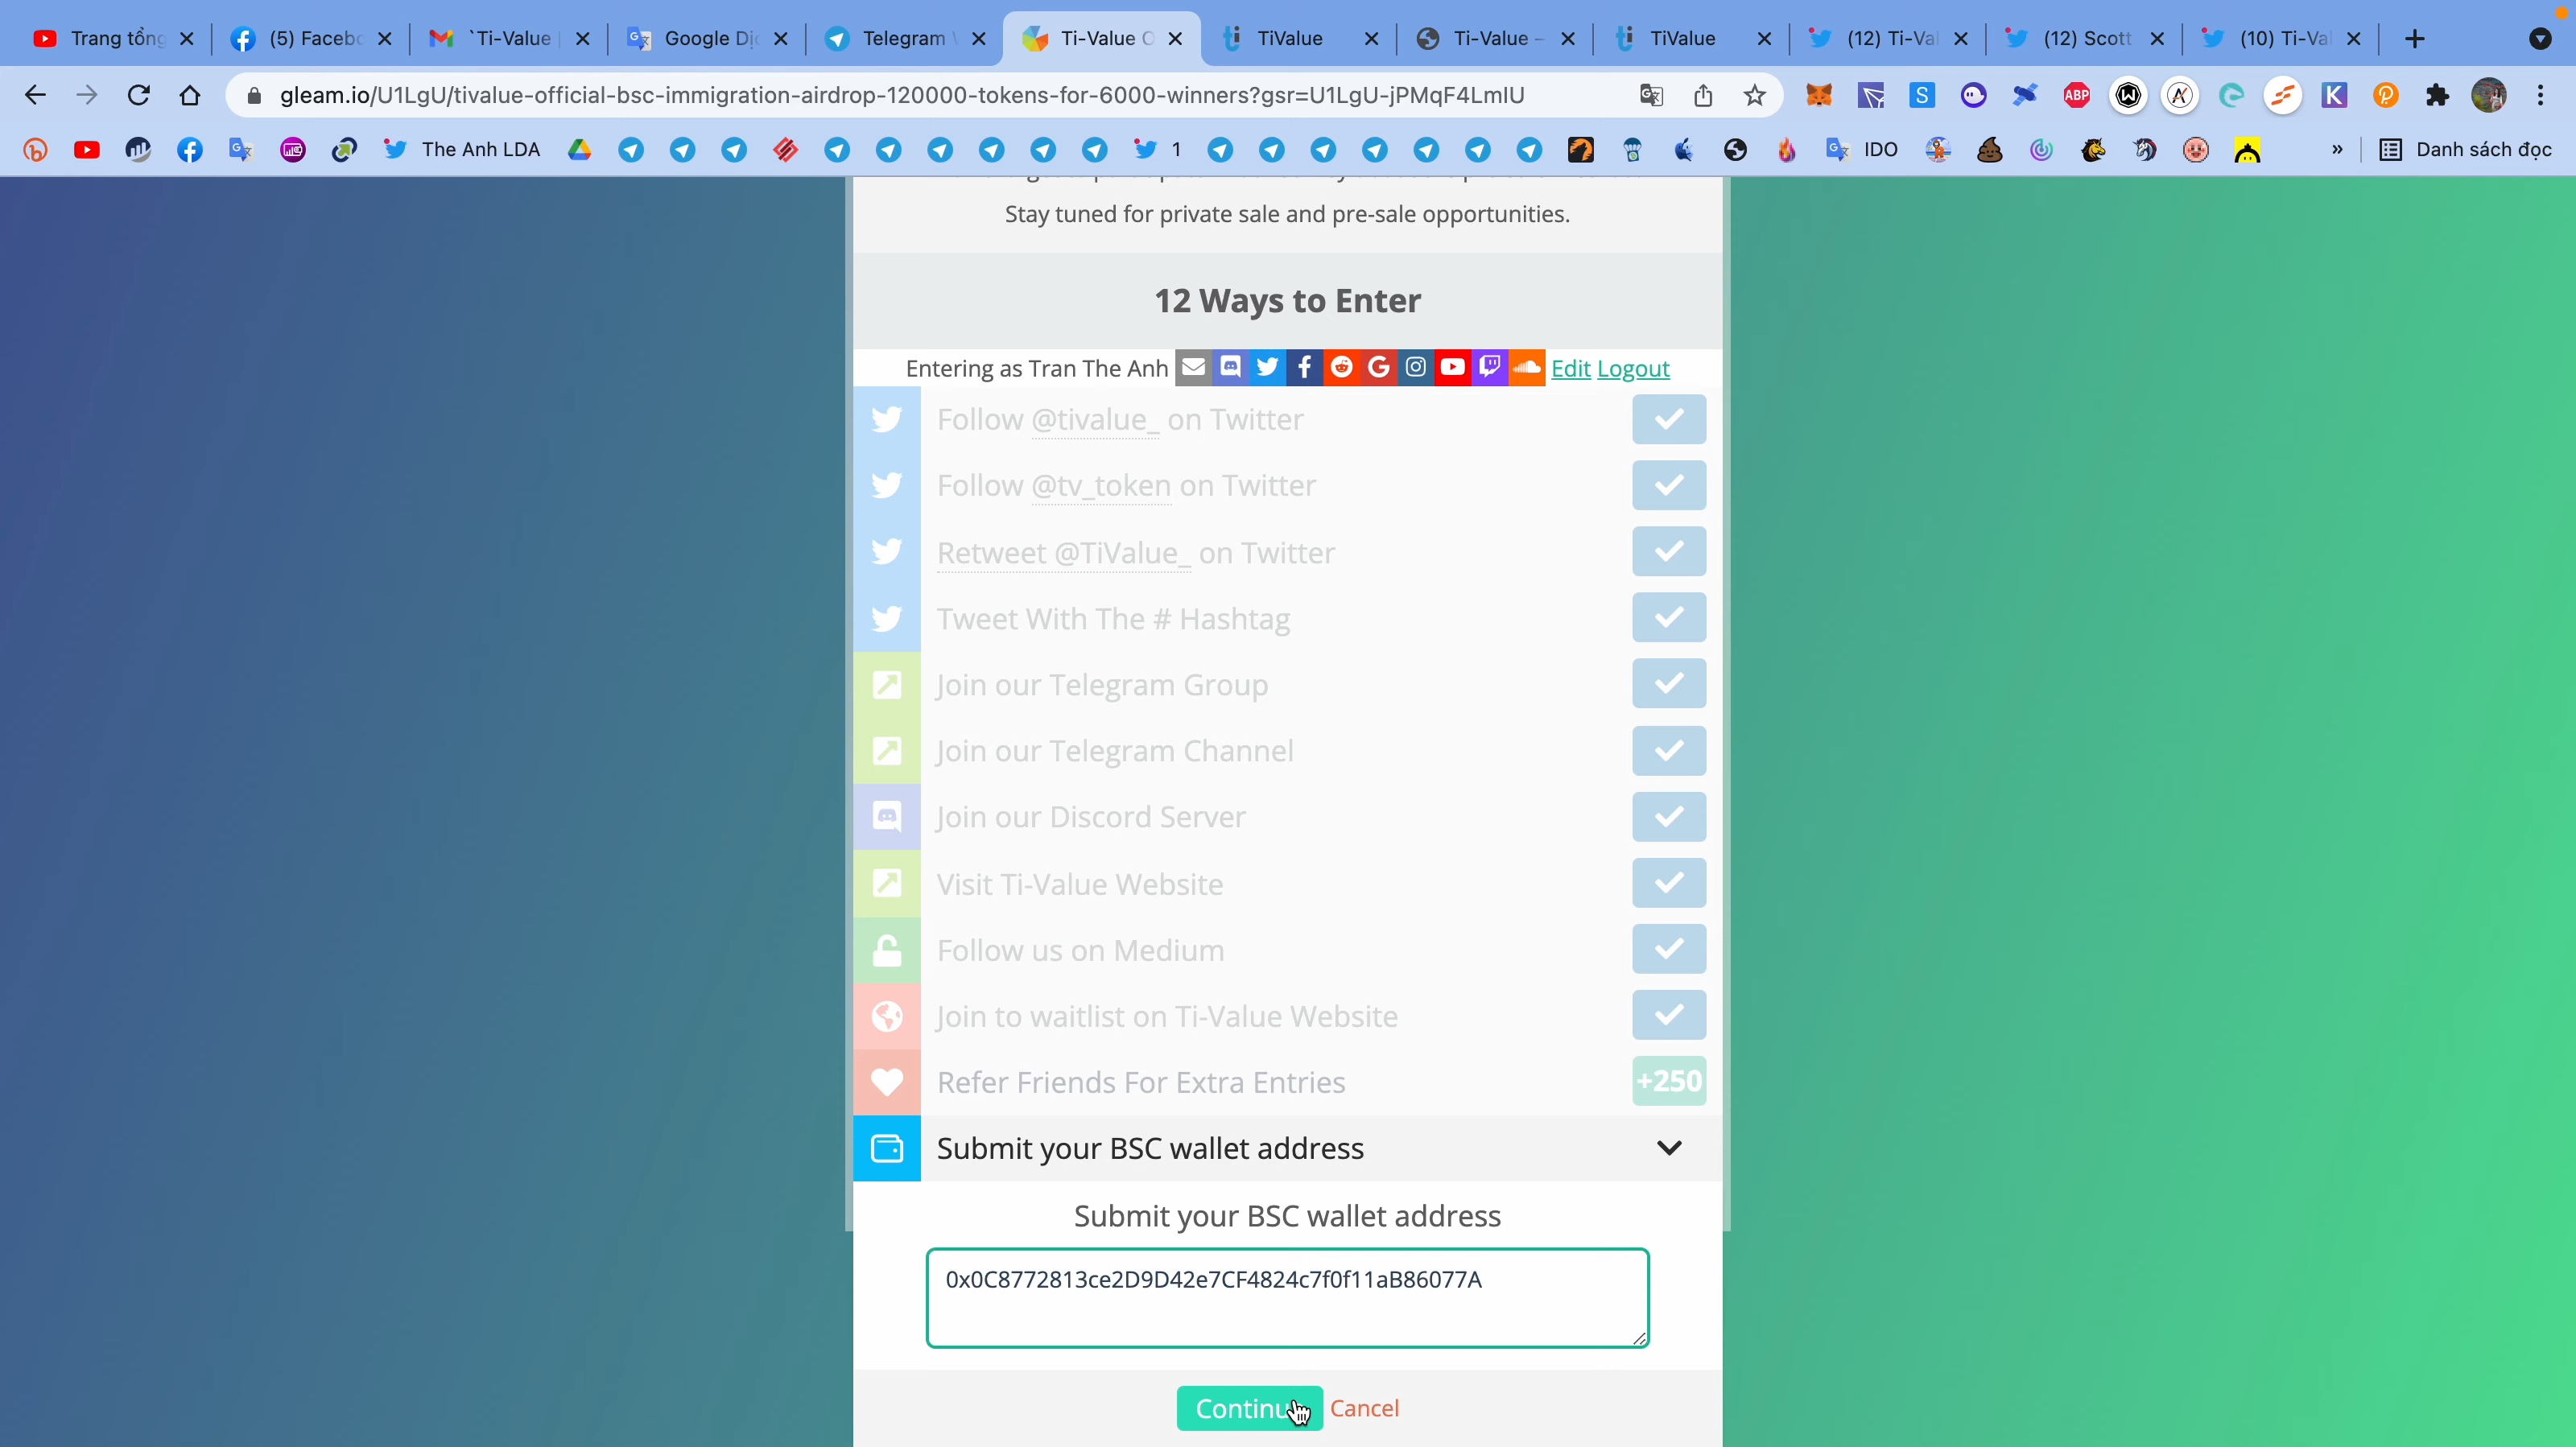 Trang tổng
(5) Facebo
`Ti-Value
Google Dịc
Telegram
Ti-Value O
TiValue
Ti-Value –
TiValue
(12) Ti-Val
(12) Scott
(10) Ti-Val
gleam.io/U1LgU/tivalue-official-bsc-immigration-airdrop-120000-tokens-for-6000-winners?gsr=U1LgU-jPMqF4LmIU
ABP
The Anh LDA
1
IDO
»
Danh sách đọc
Stay tuned for private sale and pre-sale opportunities.
12 Ways to Enter
Entering as Tran The Anh
Edit Logout
Follow @tivalue_ on Twitter
Follow @tv_token on Twitter
Retweet @TiValue_ on Twitter
Tweet With The # Hashtag
Join our Telegram Group
Join our Telegram Channel
Join our Discord Server
Visit Ti-Value Website
Follow us on Medium
Join to waitlist on Ti-Value Website
Refer Friends For Extra Entries
+250
Submit your BSC wallet address
Submit your BSC wallet address
0x0C8772813ce2D9D42e7CF4824c7f0f11aB86077A
Continu
Cancel